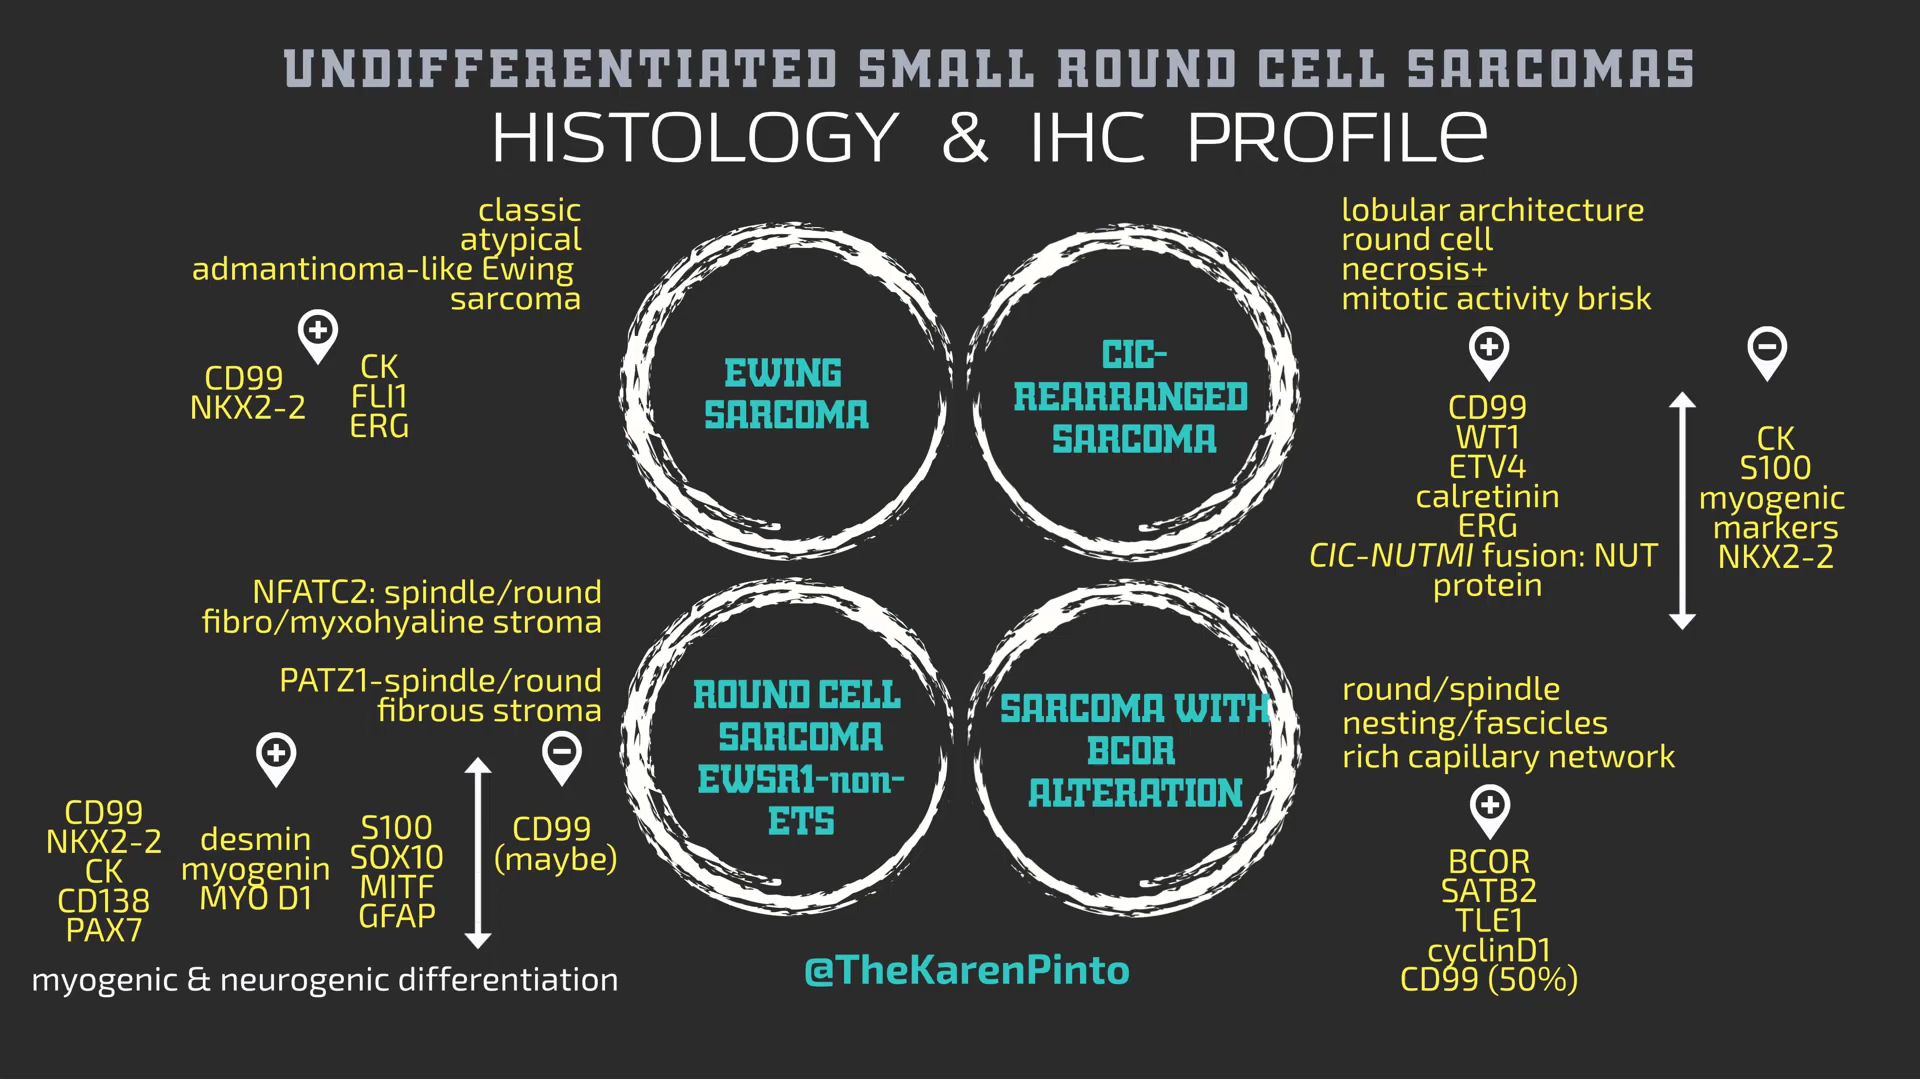 UNDIFFERENTIATED SMALL ROUND CELL SARCOMAS
HISTOLOGY & IHC PROFILe
classic
atypical
admantinoma-like Ewing
sarcoma
CD99
NKX2-2
CK
FLI1
ERG
EWING
SARCOMA
CIC-
REARRANGED
SARCOMA
lobular architecture
round cell
necrosis+
mitotic activity brisk
CD99
WT1
ETV4
calretinin
ERG
CIC-NUTMI fusion: NUT
protein
CK
S100
myogenic
markers
NKX2-2
NFATC2: spindle/round
fibro/myxohyaline stroma
PATZ1-spindle/round
fibrous stroma
CD99
NKX2-2
CK
CD138
PAX7
desmin
myogenin
MYO D1
S100
SOX10
MITF
GFAP
CD99
(maybe)
myogenic & neurogenic differentiation
ROUND CELL
SARCOMA
EWSR1-non-
ETS
SARCOMA WITH
BCOR
ALTERATION
round/spindle
nesting/fascicles
rich capillary network
BCOR
SATB2
TLE1
cyclinD1
CD99 (50%)
@TheKarenPinto